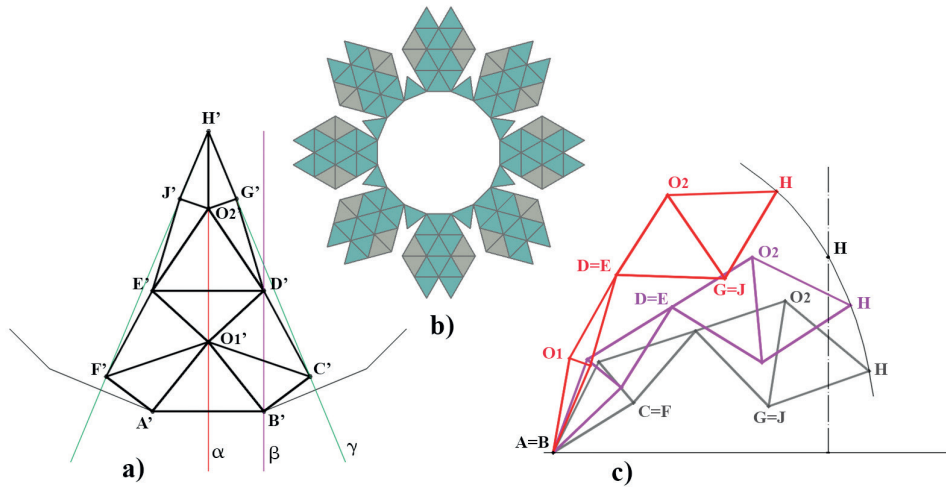 H'
J'
G'
O2'
E'
D'
O1'
F'
C'
A'
B'
α
β
γ
a)
b)
O2
H
H
O2
D=E
G=J
D=E
O2
H
O1
H
C=F
G=J
A=B
c)